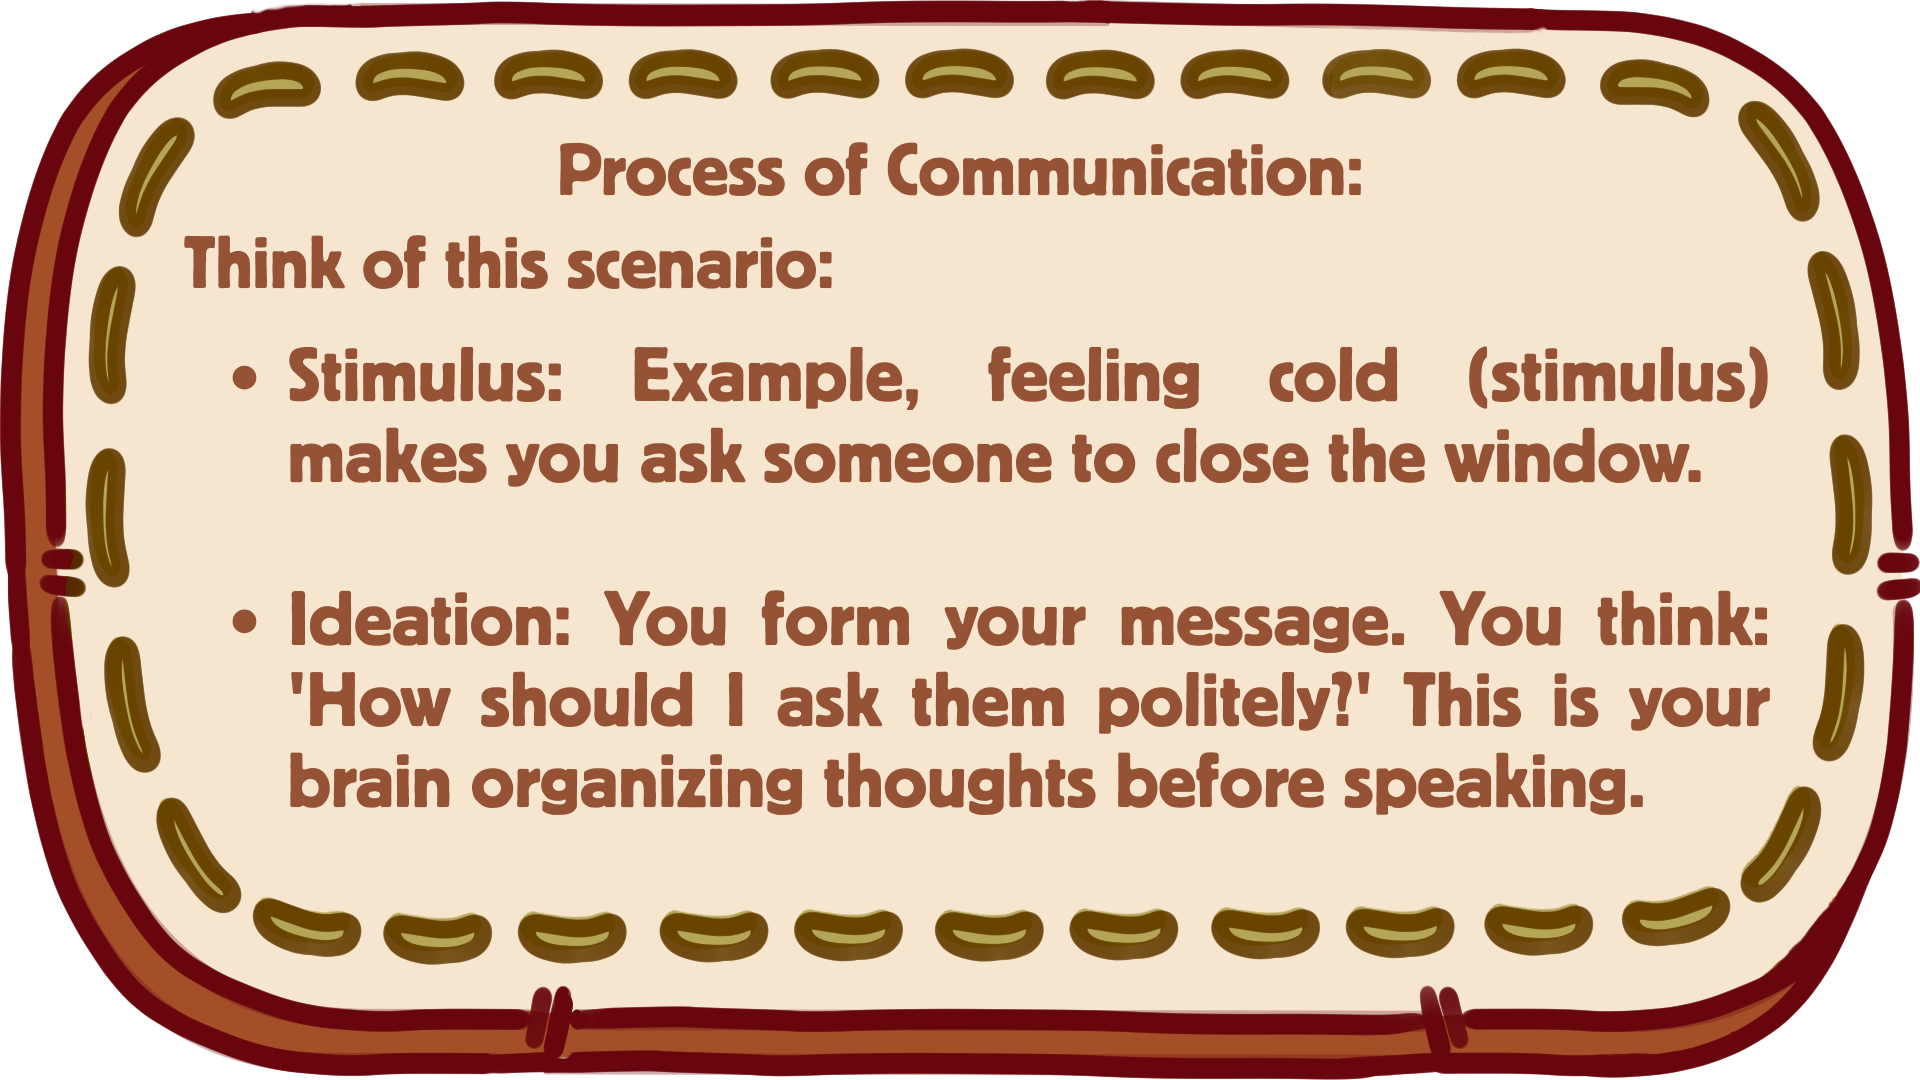 Process of Communication:
Think of this scenario:
• Stimulus: Example, feeling cold (stimulus)
makes you ask someone to close the window.
• Ideation: You form your message. You think:
'How should I ask them politely?' This is your
brain organizing thoughts before speaking.